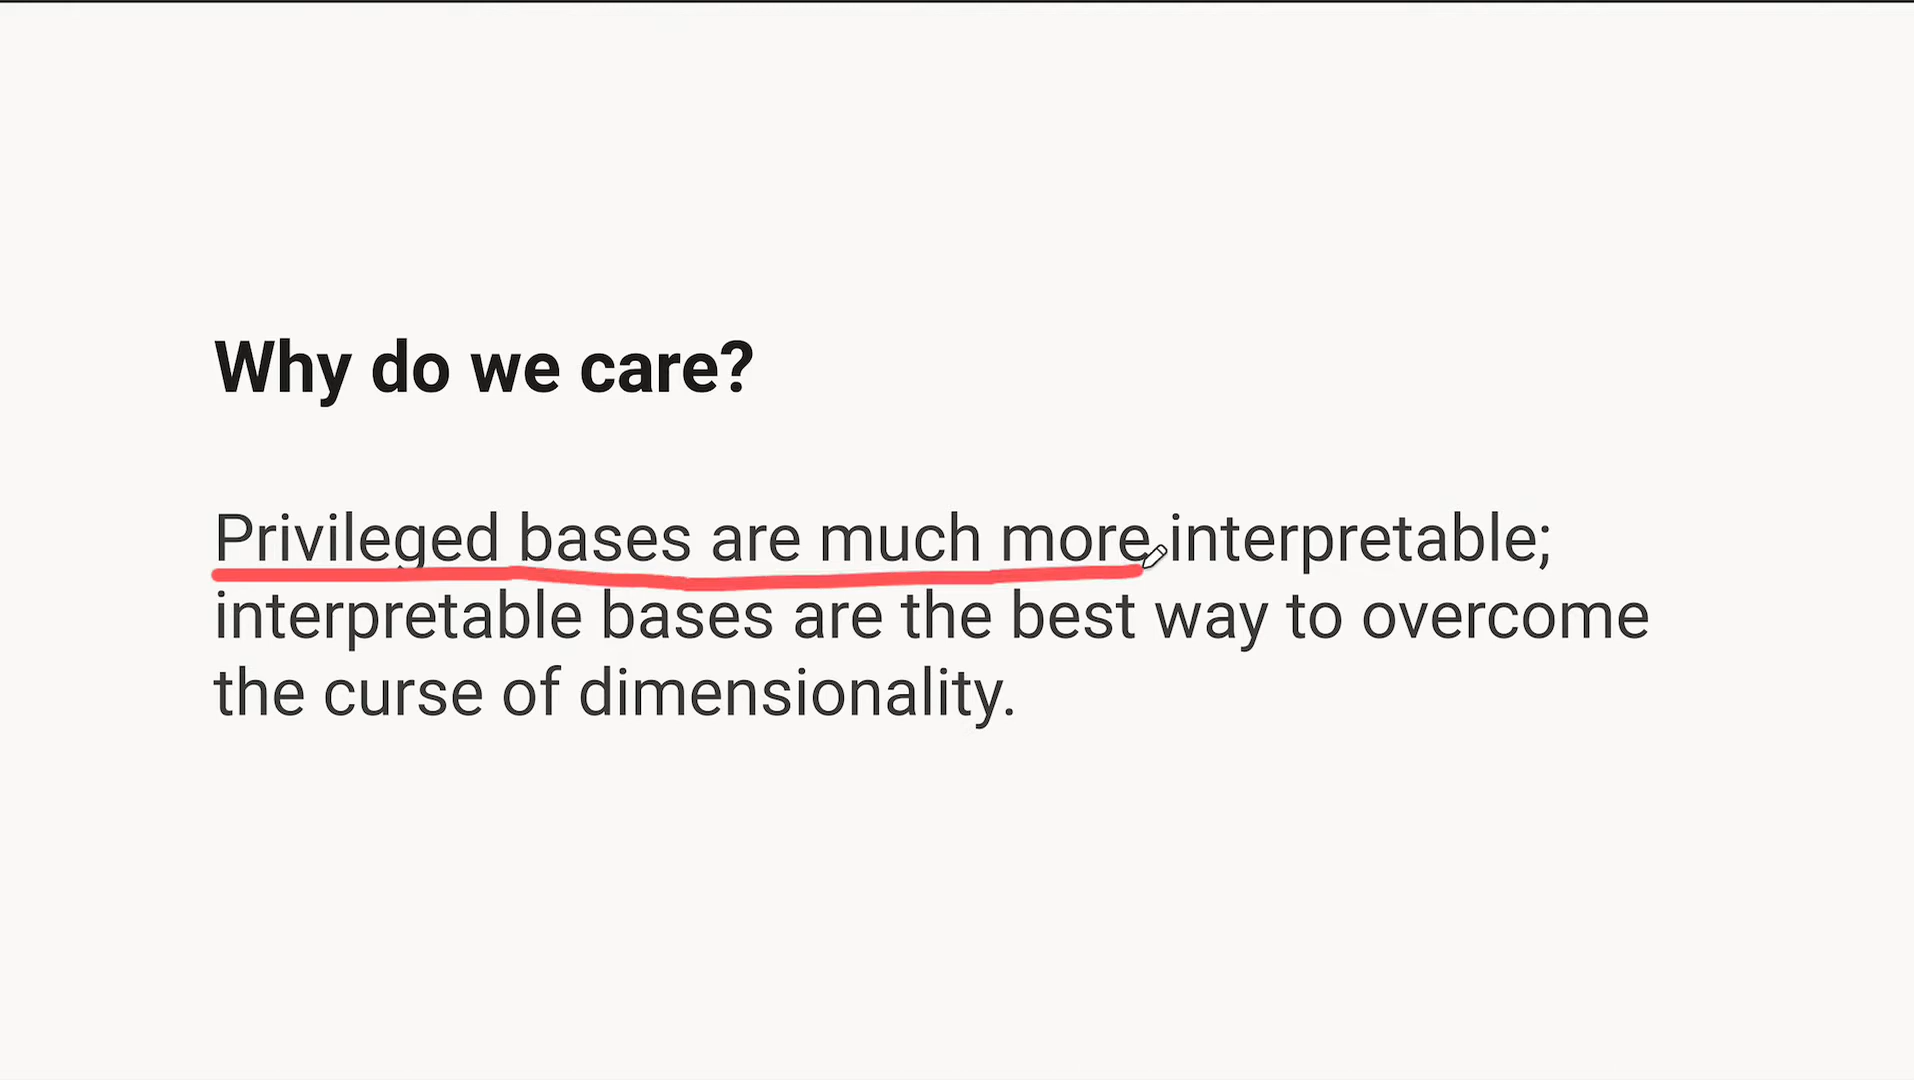 Why do we care?
Privileged bases are much more interpretable;
interpretable bases are the best way to overcome
the curse of dimensionality.